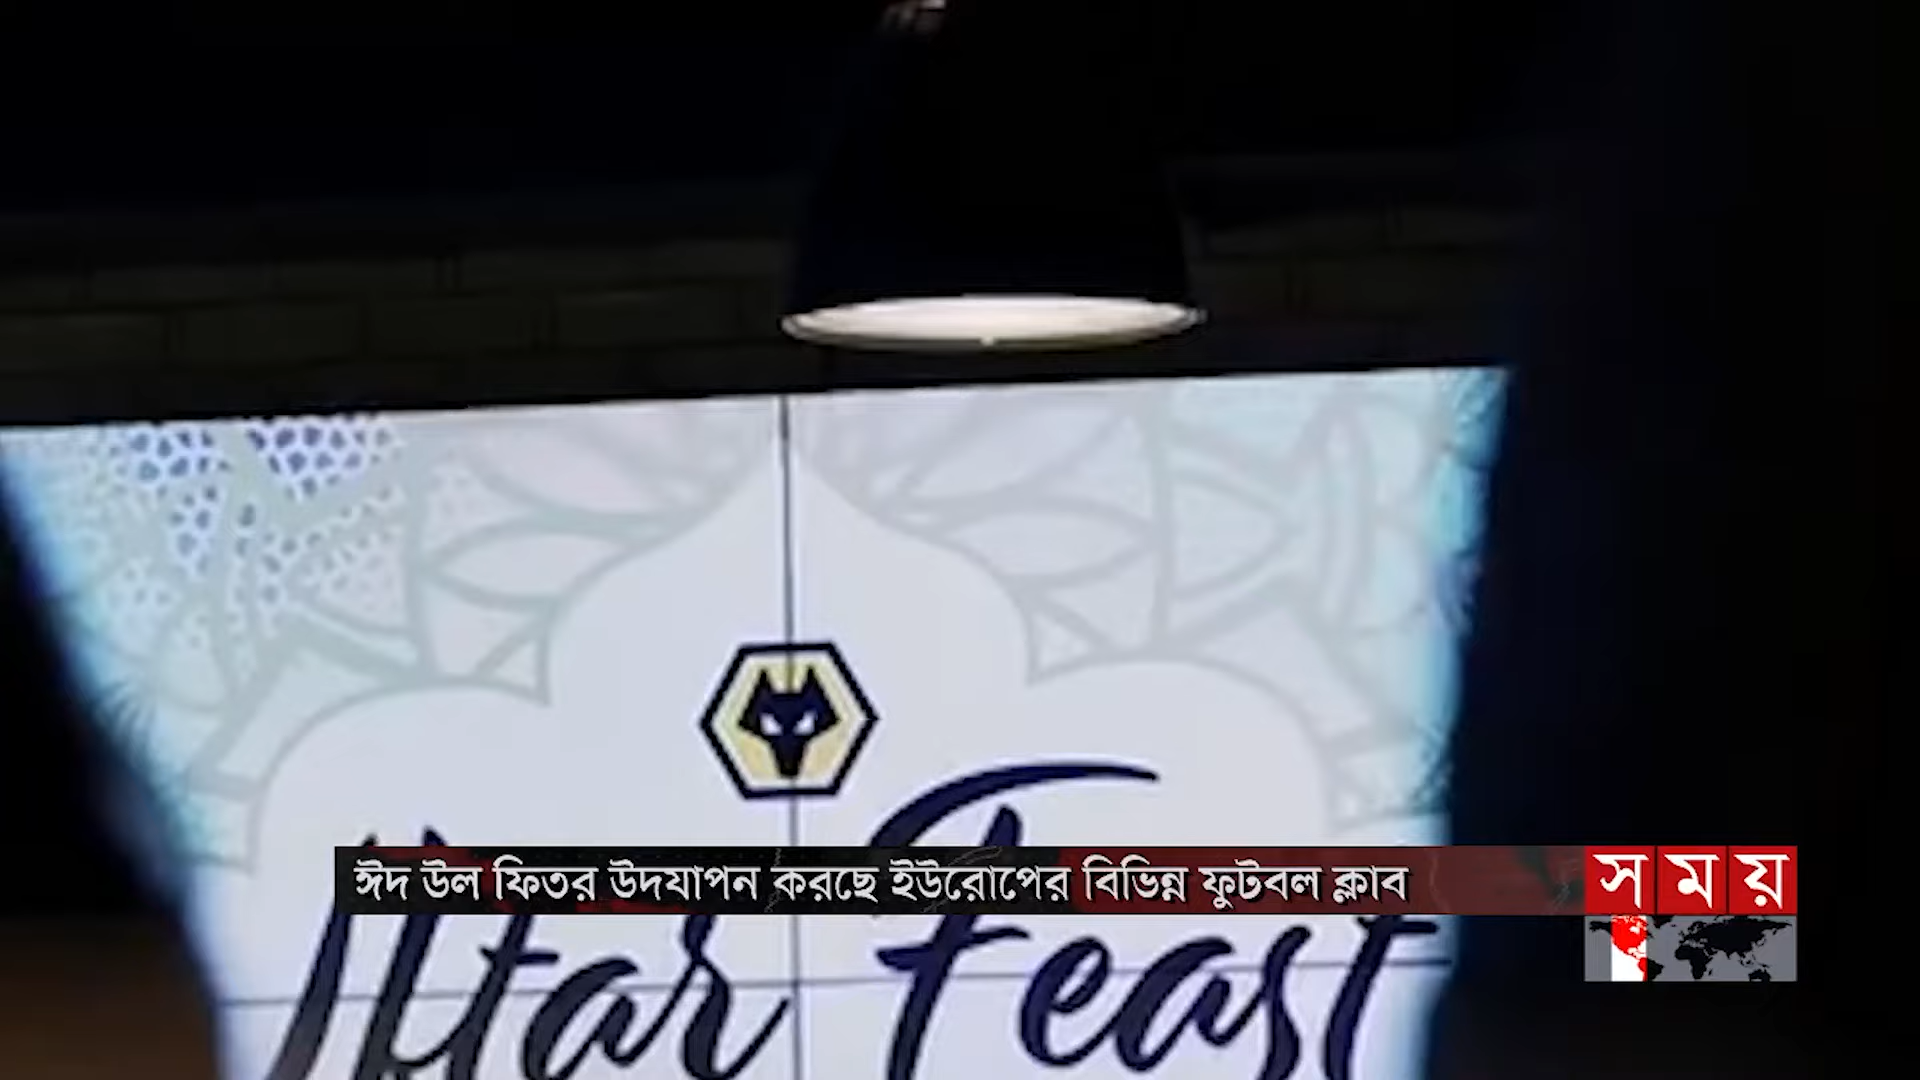 ঈদ উল ফিতর উদযাপন করছে ইউরোপের বিভিন্ন ফুটবল ক্লাব
সময়
Iftar Feast